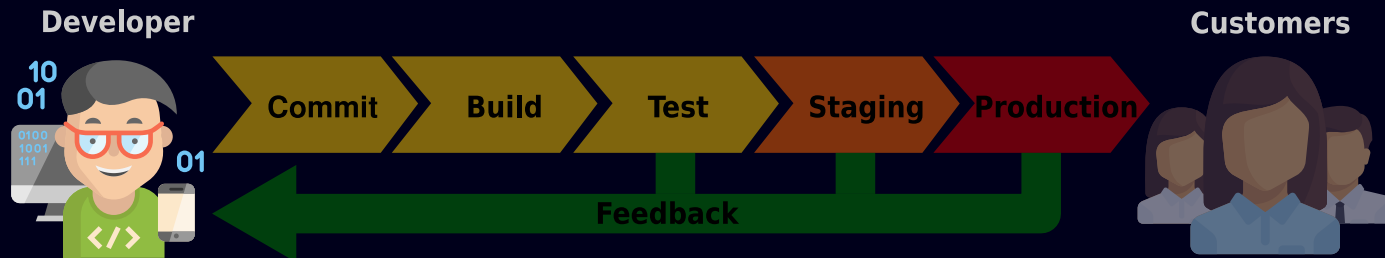 Developer
Customers
10
01
0100
1001
111
01
Commit
Build
Test
Staging
Production
Feedback
</>